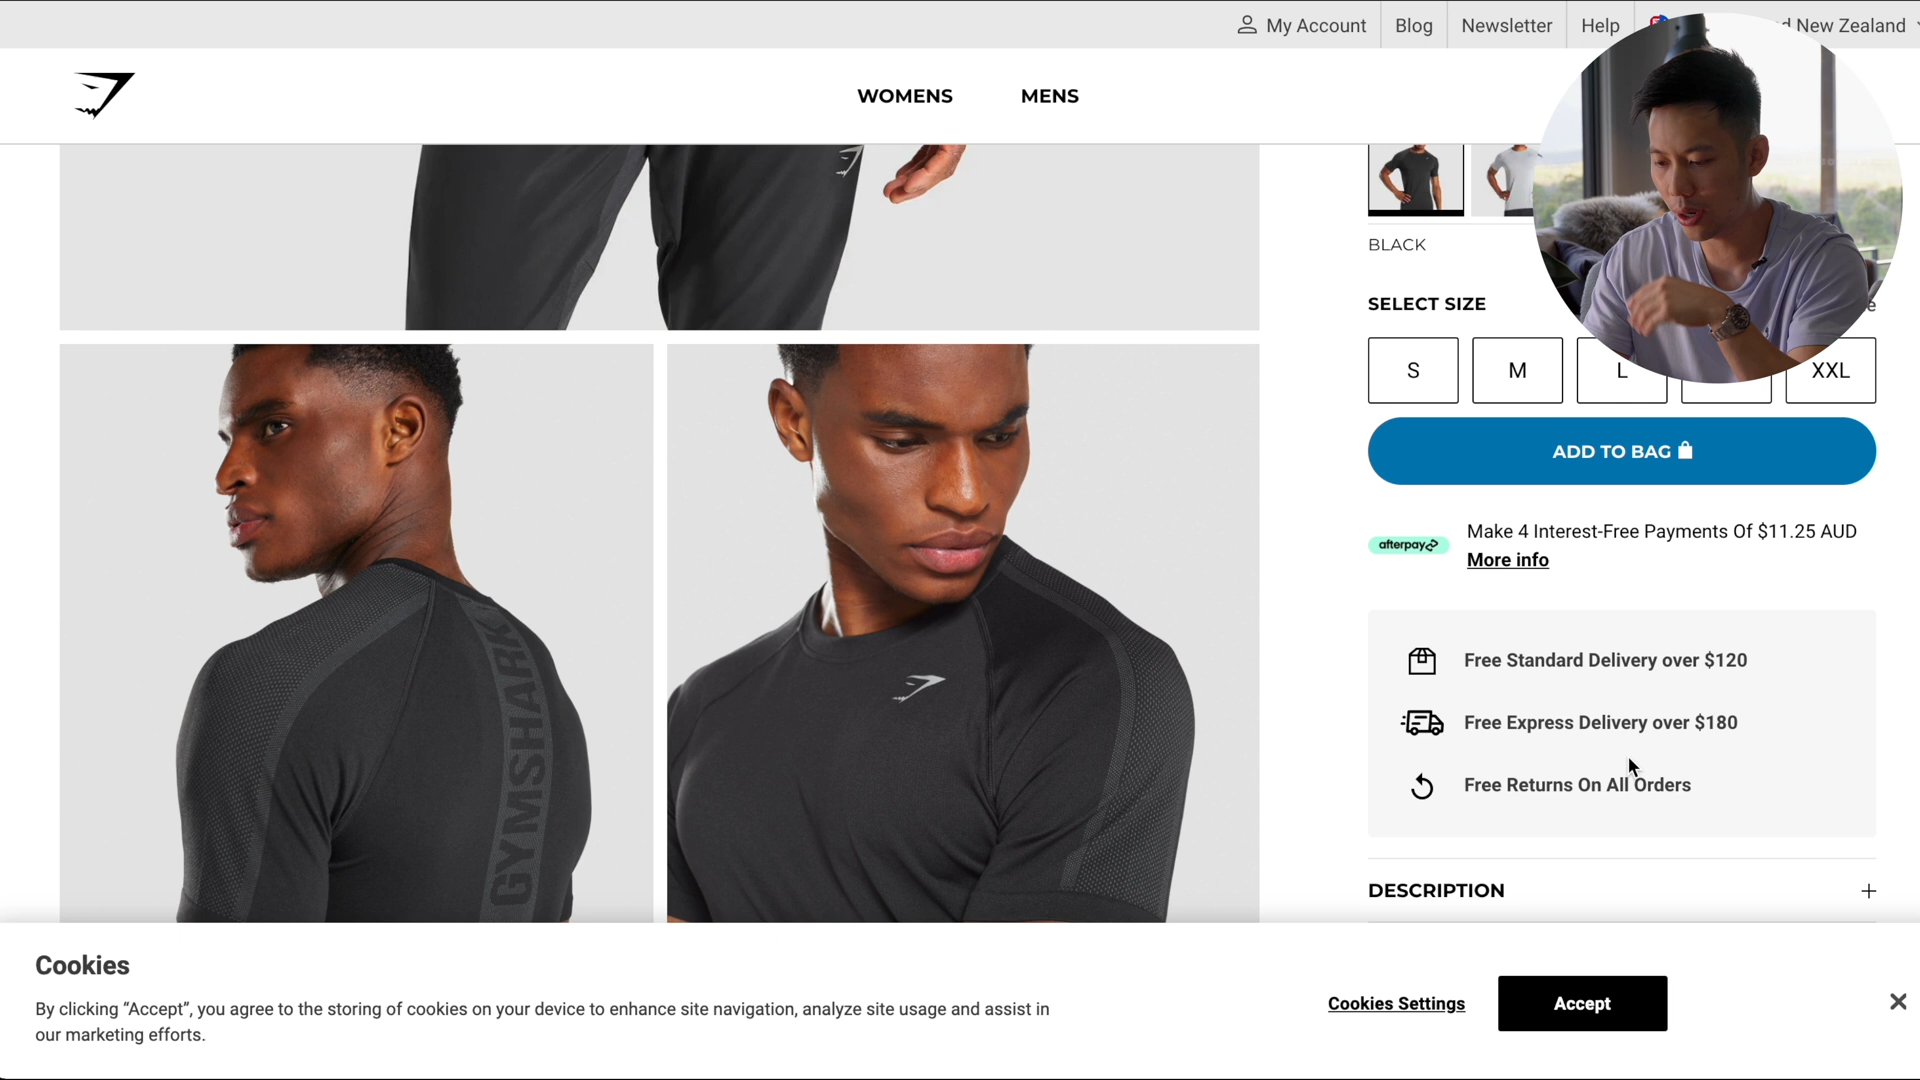 My Account
Blog
Newsletter
Help
New Zealand
WOMENS
MENS
BLACK
SELECT SIZE
S
M
L
XXL
ADD TO BAG
afterpay
Make 4 Interest-Free Payments Of $11.25 AUD
More info
GYMSHARK
Free Standard Delivery over $120
Free Express Delivery over $180
Free Returns On All Orders
DESCRIPTION
Cookies
By clicking “Accept”, you agree to the storing of cookies on your device to enhance site navigation, analyze site usage and assist in
our marketing efforts.
Cookies Settings
Accept